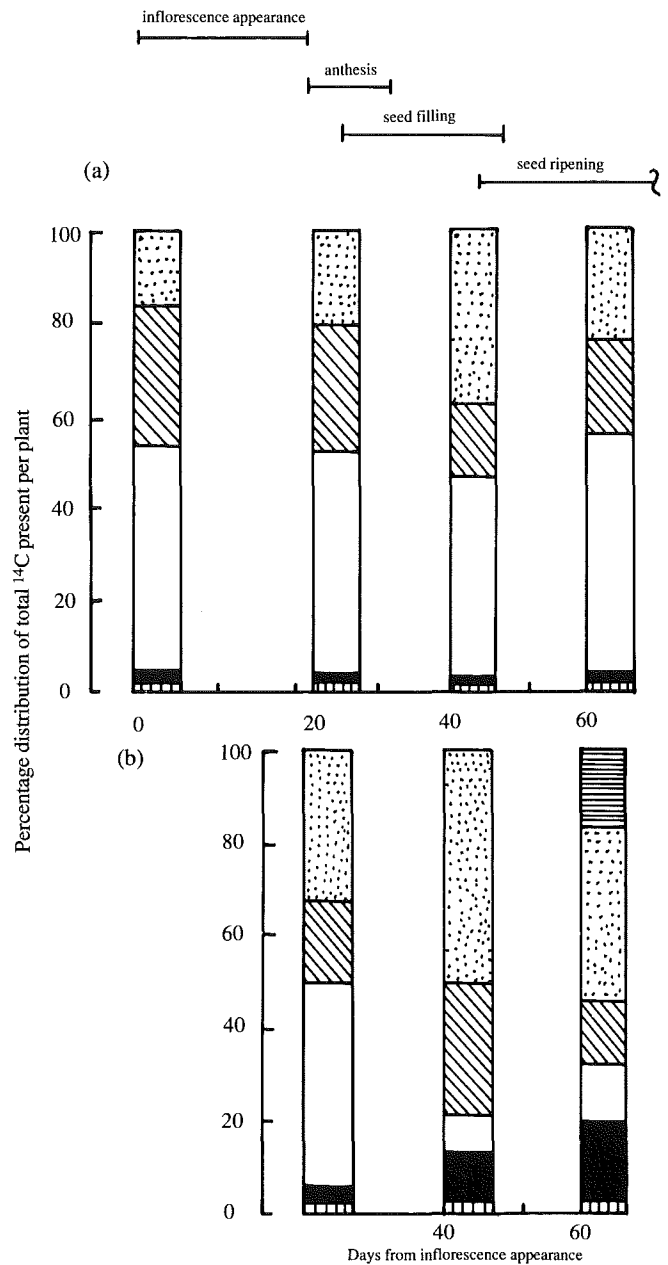 inflorescence appearance
anthesis
seed filling
seed ripening
(a)
Percentage distribution of total ¹⁴C present per plant
100
80
60
40
20
0
0 20 40 60
(b)
100
80
60
40
20
0
40 60
Days from inflorescence appearance